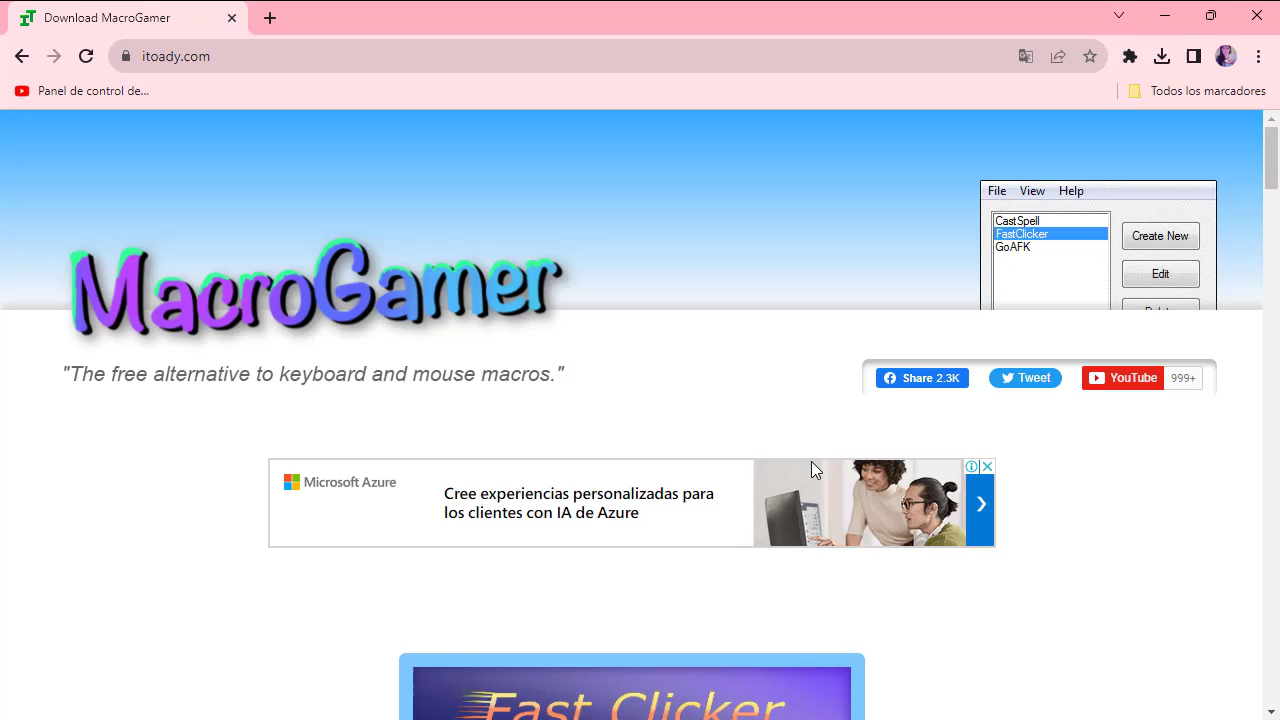 Download MacroGamer
itoady.com
Panel de control de...
Todos los marcadores
File View Help
CastSpell
FastClicker
GoAFK
Create New
Edit
MacroGamer
"The free alternative to keyboard and mouse macros."
Share 2.3K
Tweet
YouTube 999+
Microsoft Azure
Cree experiencias personalizadas para
los clientes con IA de Azure
Fast Clicker